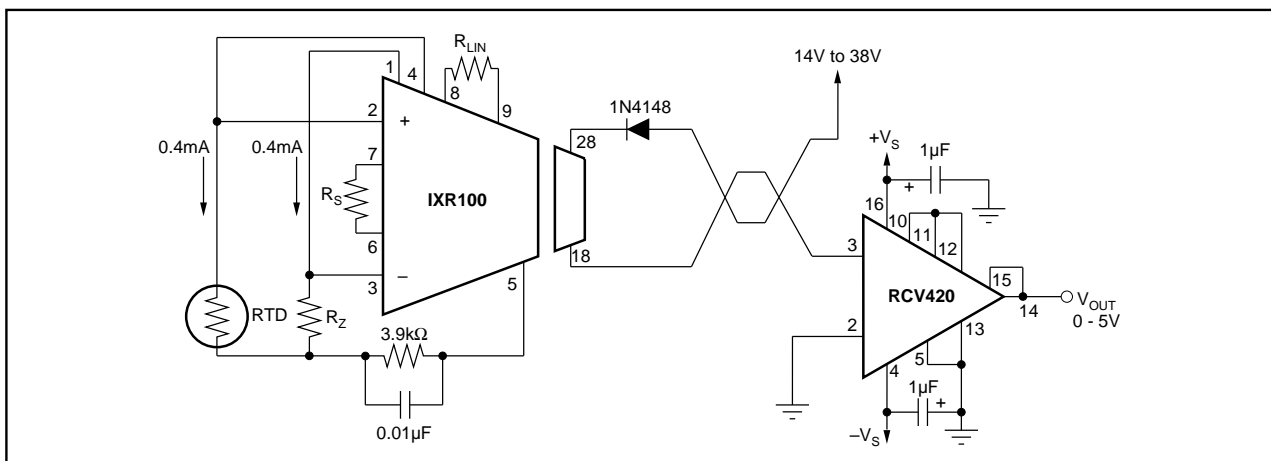 R_LIN
1 4
8
9
2
+
0.4mA 0.4mA
7
R_S
6
IXR100
–
3
5
RTD
R_Z
3.9kΩ
0.01µF
28
1N4148
18
14V to 38V
+V_S
1µF
+
16
10
11
12
3
RCV420
15
14
V_OUT
0 - 5V
2
13
5
4
1µF
+
–V_S